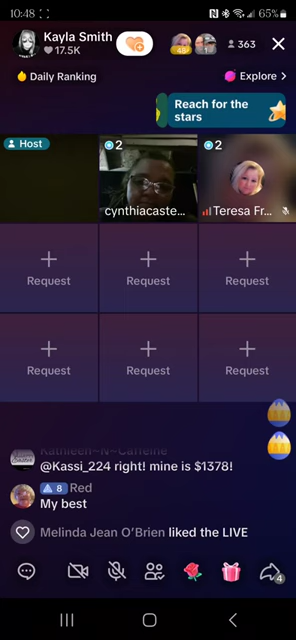 10:48
65%
Kayla Smith
17.5K
363
Daily Ranking
Explore >
Reach for the
stars
Host
2
2
cynthiacaste...
Teresa Fr...
Request
Request
Request
Request
Request
Request
Kathleen~N~Caffeine
@Kassi_224 right! mine is $1378!
8 Red
My best
Melinda Jean O'Brien liked the LIVE
4